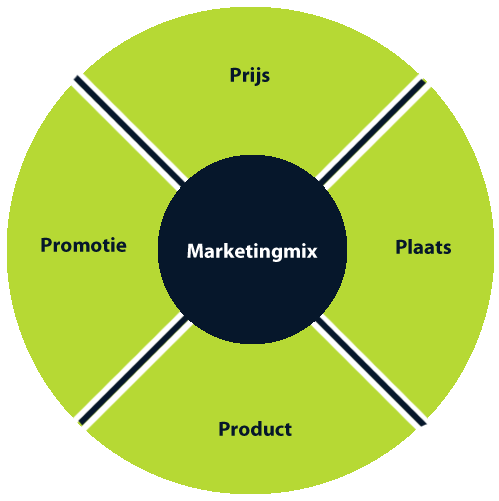 Prijs
Promotie
Marketingmix
Plaats
Product